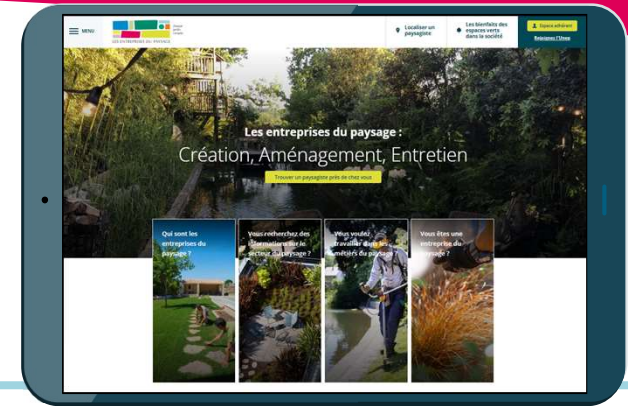 MENU
LES ENTREPRISES DU PAYSAGE
Localiser un
paysagiste
Les bienfaits des
espaces verts
dans la société
Espace adhérent
Rejoignez l'Unep
Les entreprises du paysage :
Création, Aménagement, Entretien
Trouver un paysagiste près de chez vous
Qui sont les
entreprises du
paysage ?
Vous recherchez des
informations sur le
secteur du paysage ?
Vous voulez
travailler dans les
métiers du paysage
Vous êtes une
entreprise du
paysage ?